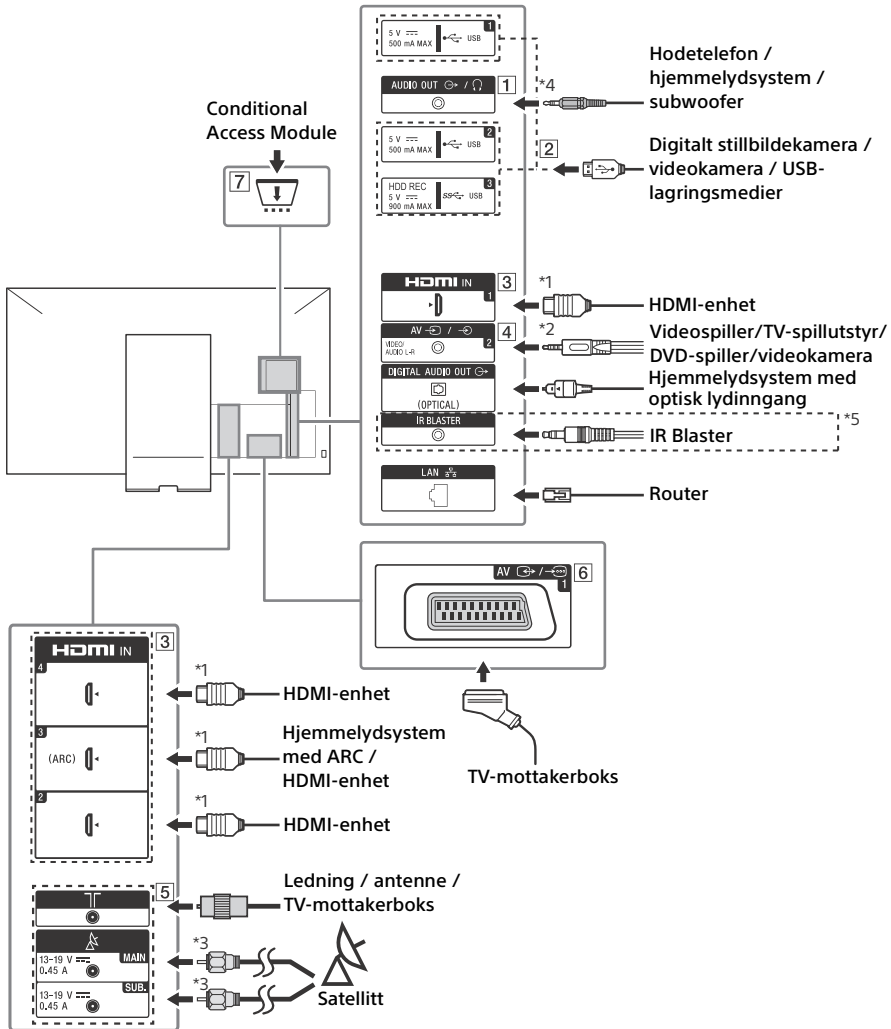 5 V
500 mA MAX
USB
1
AUDIO OUT /
1
*4
Hodetelefon /
hjemmelydsystem /
subwoofer
Conditional
Access Module
7
5 V
500 mA MAX
USB
2
2
Digitalt stillbildekamera /
videokamera / USB-
lagringsmedier
HDD REC
5 V
900 mA MAX
SS USB
3
HDMI IN
1
3
*1
HDMI-enhet
AV /
VIDEO/
AUDIO L-R
2
4
*2
Videospiller/TV-spillutstyr/
DVD-spiller/videokamera
DIGITAL AUDIO OUT
(OPTICAL)
Hjemmelydsystem med
optisk lydinngang
IR BLASTER
IR Blaster
*5
LAN
Router
AV /
1
6
TV-mottakerboks
HDMI IN
3
4
*1
HDMI-enhet
3
(ARC)
*1
Hjemmelydsystem
med ARC /
HDMI-enhet
2
*1
HDMI-enhet
5
Ledning / antenne /
TV-mottakerboks
13-19 V
0.45 A
MAIN
*3
13-19 V
0.45 A
SUB.
*3
Satellitt